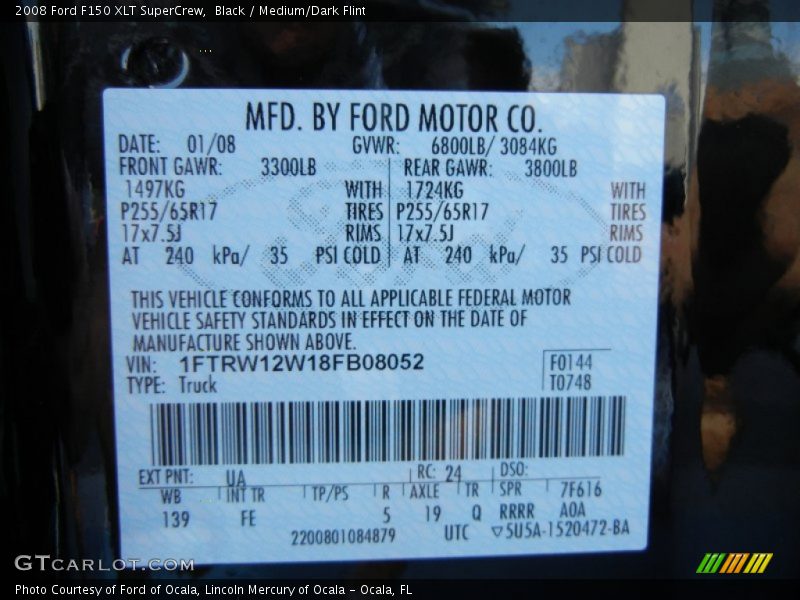 2008 Ford F150 XLT SuperCrew,  Black / Medium/Dark Flint
MFD. BY FORD MOTOR CO.
DATE: 01/08 GVWR: 6800LB/ 3084KG
FRONT GAWR: 3300LB REAR GAWR: 3800LB
1497KG WITH 1724KG WITH
P255/65R17 TIRES P255/65R17 TIRES
17x7.5J RIMS 17x7.5J RIMS
AT 240 kPa/ 35 PSI COLD AT 240 kPa/ 35 PSI COLD
THIS VEHICLE CONFORMS TO ALL APPLICABLE FEDERAL MOTOR
VEHICLE SAFETY STANDARDS IN EFFECT ON THE DATE OF
MANUFACTURE SHOWN ABOVE.
VIN: 1FTRW12W18FB08052 F0144
TYPE: Truck T0748
EXT PNT: UA RC: 24 DSO:
WB INT TR TP/PS R AXLE TR SPR 7F616
139 FE 5 19 Q RRRR A0A
2200801084879 UTC ▽5U5A-1520472-BA
GTCARLOT.COM
Photo Courtesy of Ford of Ocala, Lincoln Mercury of Ocala – Ocala, FL